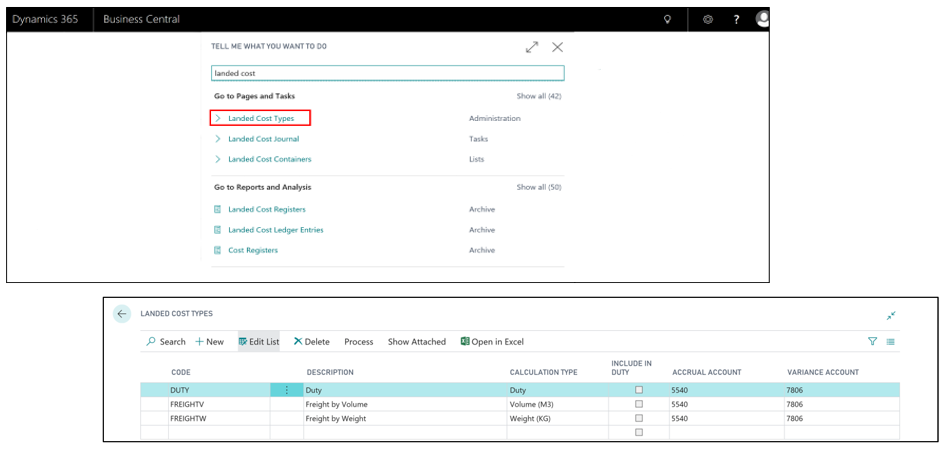 Dynamics 365 Business Central ?
TELL ME WHAT YOU WANT TO DO
landed cost
Go to Pages and Tasks Show all (42)
Landed Cost Types Administration
Landed Cost Journal Tasks
Landed Cost Containers Lists
Go to Reports and Analysis Show all (50)
Landed Cost Registers Archive
Landed Cost Ledger Entries Archive
Cost Registers Archive
LANDED COST TYPES
Search + New Edit List Delete Process Show Attached Open in Excel
CODE DESCRIPTION CALCULATION TYPE INCLUDE IN DUTY ACCRUAL ACCOUNT VARIANCE ACCOUNT
DUTY Duty Duty 5540 7806
FREIGHTV Freight by Volume Volume (M3) 5540 7806
FREIGHTW Freight by Weight Weight (KG) 5540 7806